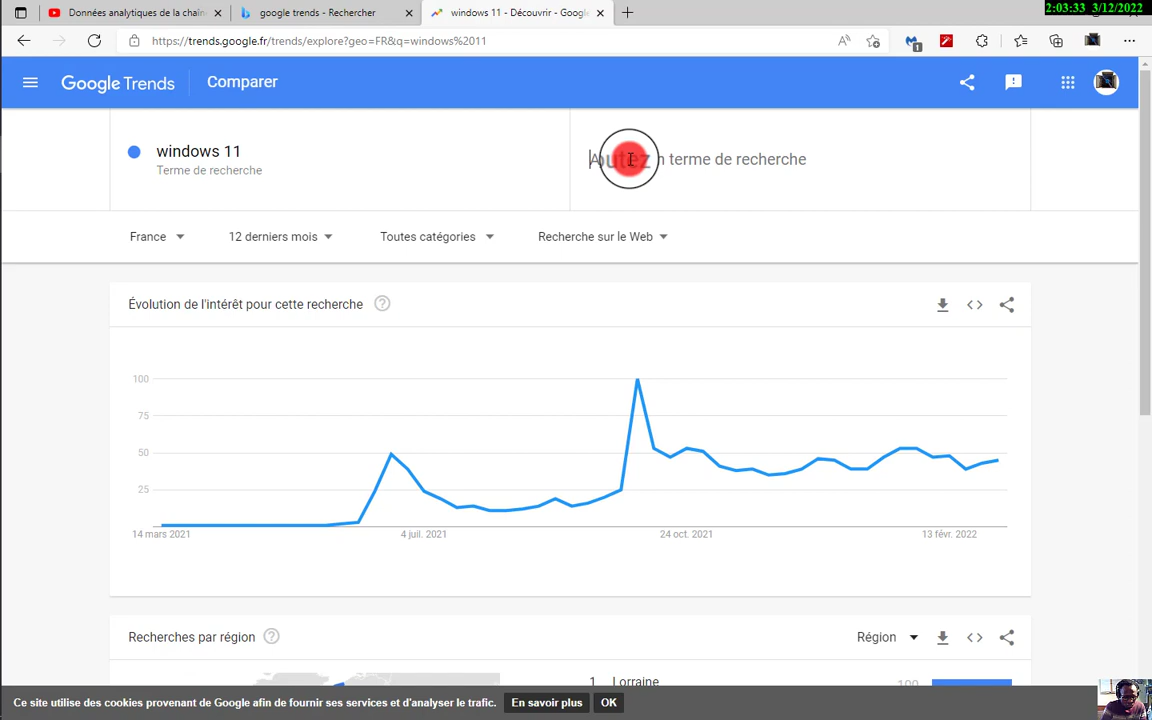 Données analytiques de la chaîn
google trends - Rechercher
windows 11 - Découvrir - Google
2:03:33 3/12/2022
https://trends.google.fr/trends/explore?geo=FR&q=windows%2011
1
Google Trends
Comparer
windows 11
Terme de recherche
Ajoutez un terme de recherche
France
12 derniers mois
Toutes catégories
Recherche sur le Web
Évolution de l'intérêt pour cette recherche
100
75
50
25
14 mars 2021
4 juil. 2021
24 oct. 2021
13 févr. 2022
Recherches par région
Région
1 Lorraine 100
Ce site utilise des cookies provenant de Google afin de fournir ses services et d'analyser le trafic.
En savoir plus
OK